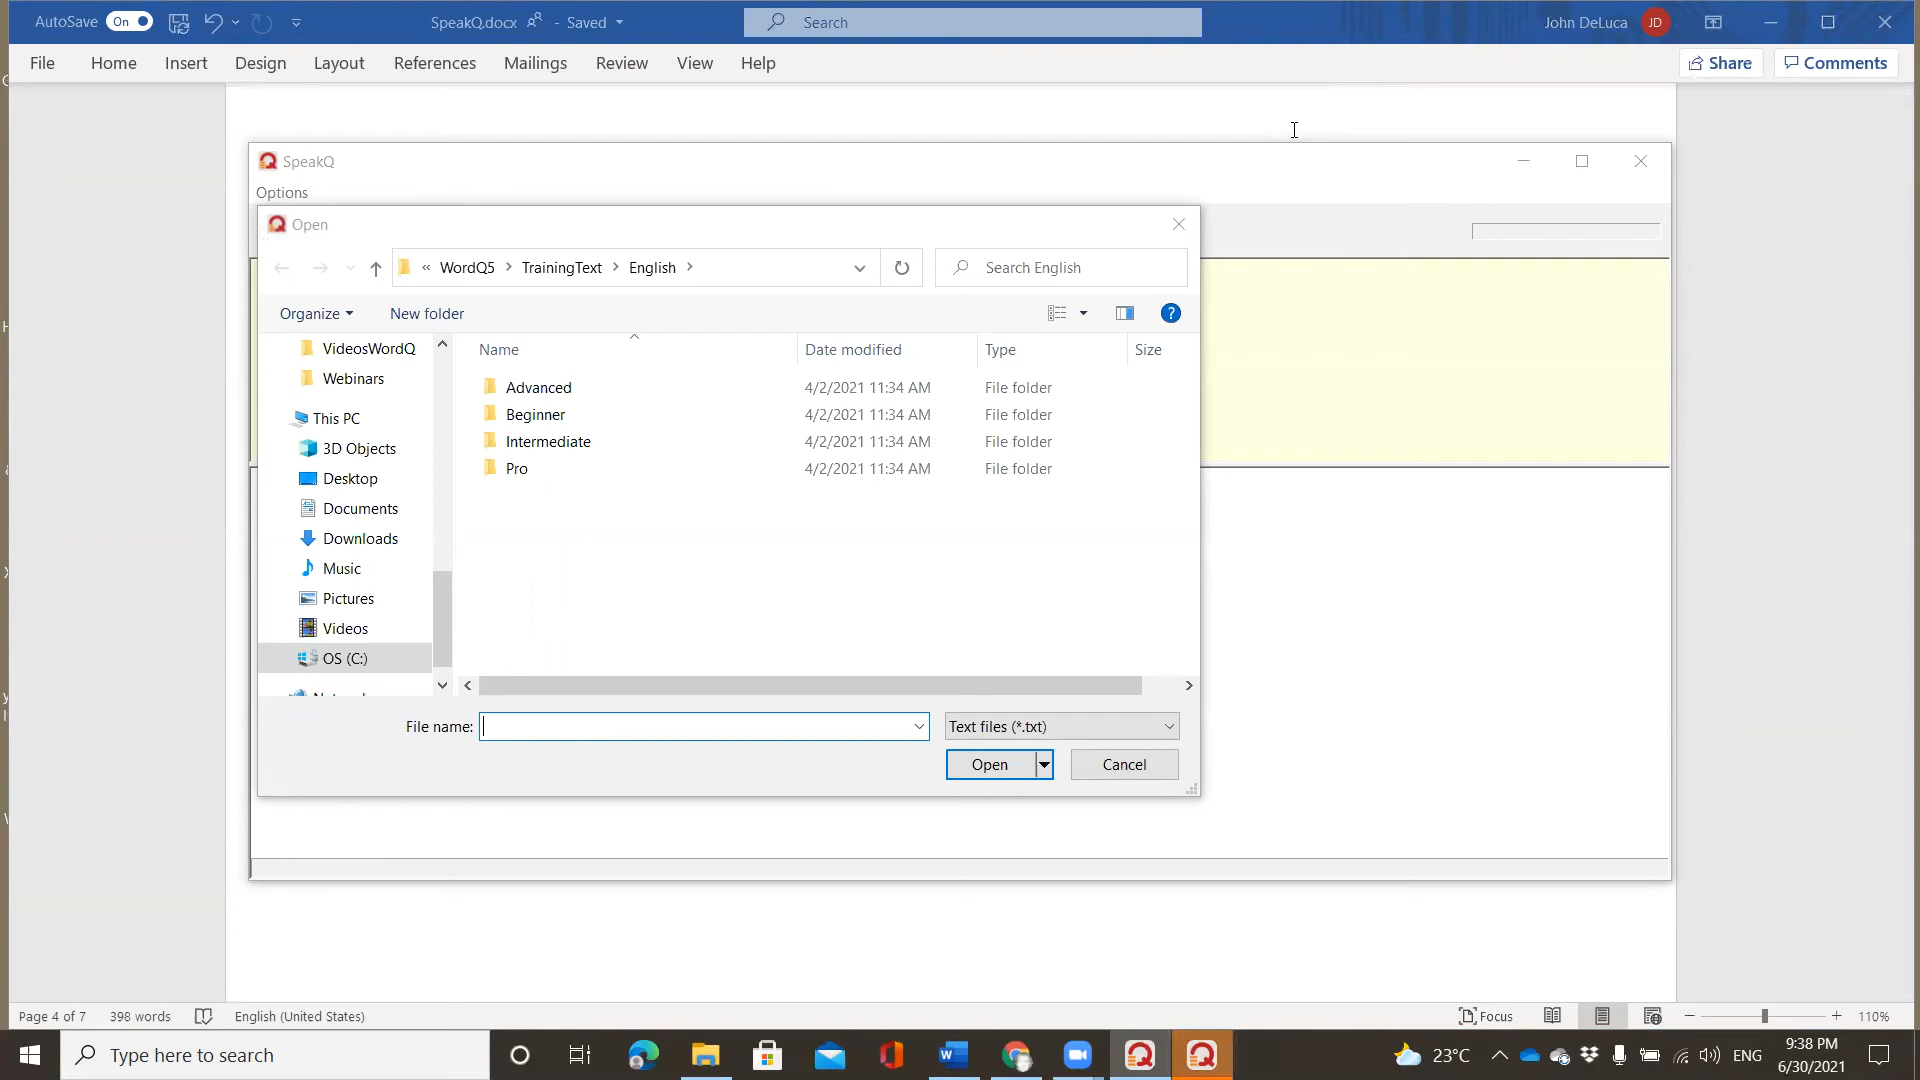 AutoSave On SpeakQ.docx - Saved Search John DeLuca JD
File Home Insert Design Layout References Mailings Review View Help Share Comments
SpeakQ
Options
Open
« WordQ5 > TrainingText > English > Search English
Organize New folder ?
VideosWordQ
Webinars
This PC
3D Objects
Desktop
Documents
Downloads
Music
Pictures
Videos
OS (C:)
Name Date modified Type Size
Advanced 4/2/2021 11:34 AM File folder
Beginner 4/2/2021 11:34 AM File folder
Intermediate 4/2/2021 11:34 AM File folder
Pro 4/2/2021 11:34 AM File folder
File name: Text files (*.txt)
Open Cancel
Page 4 of 7 398 words English (United States) Focus 110%
Type here to search 23°C ENG 9:38 PM
6/30/2021